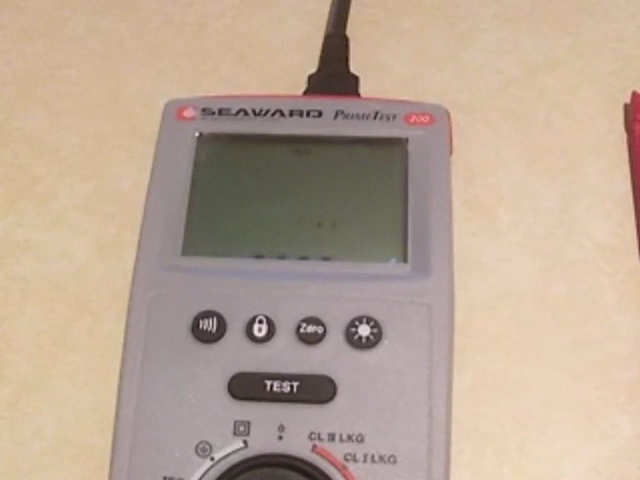 SEAWARD PRIMETEST 200
Zero
TEST
CL II LKG
CL I LKG